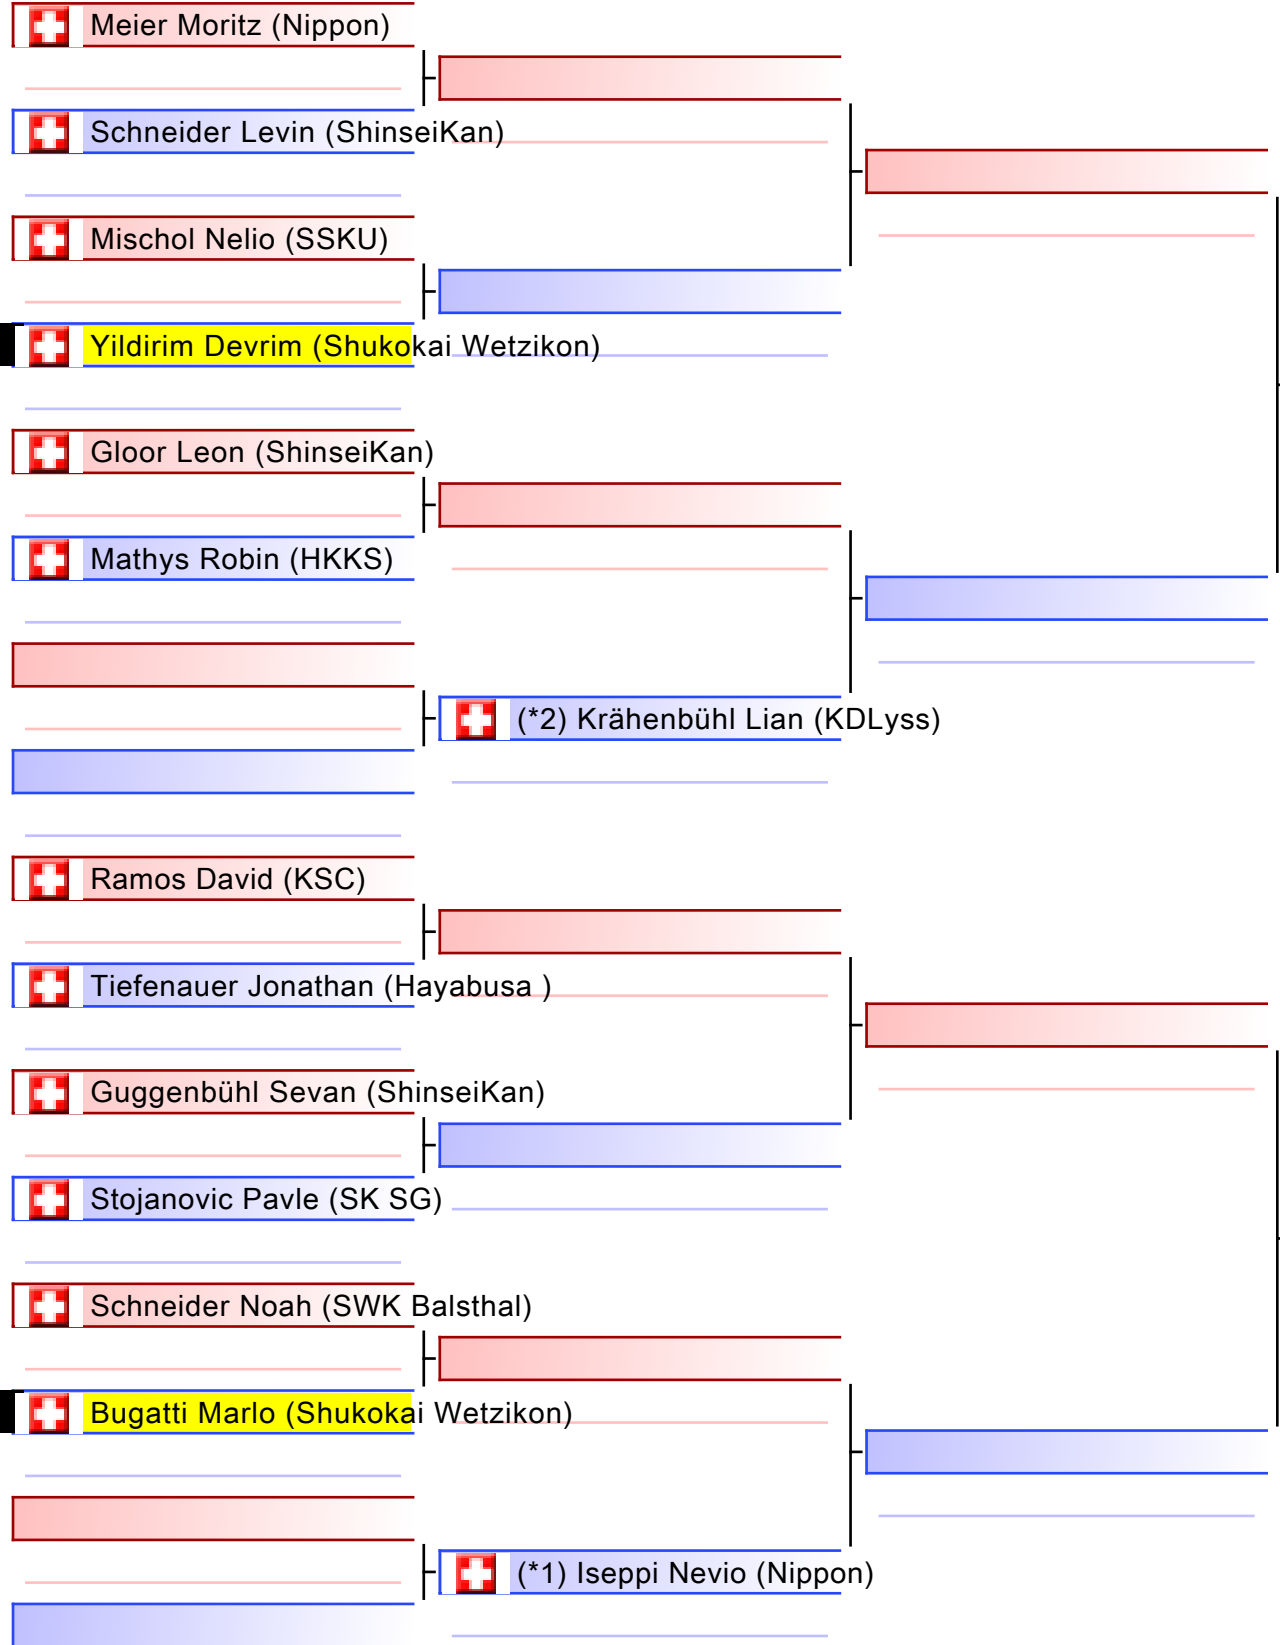 Meier Moritz (Nippon)
Schneider Levin (ShinseiKan)
Mischol Nelio (SSKU)
Yildirim Devrim (Shukokai Wetzikon)
Gloor Leon (ShinseiKan)
Mathys Robin (HKKS)
(*2) Krähenbühl Lian (KDLyss)
Ramos David (KSC)
Tiefenauer Jonathan (Hayabusa )
Guggenbühl Sevan (ShinseiKan)
Stojanovic Pavle (SK SG)
Schneider Noah (SWK Balsthal)
Bugatti Marlo (Shukokai Wetzikon)
(*1) Iseppi Nevio (Nippon)